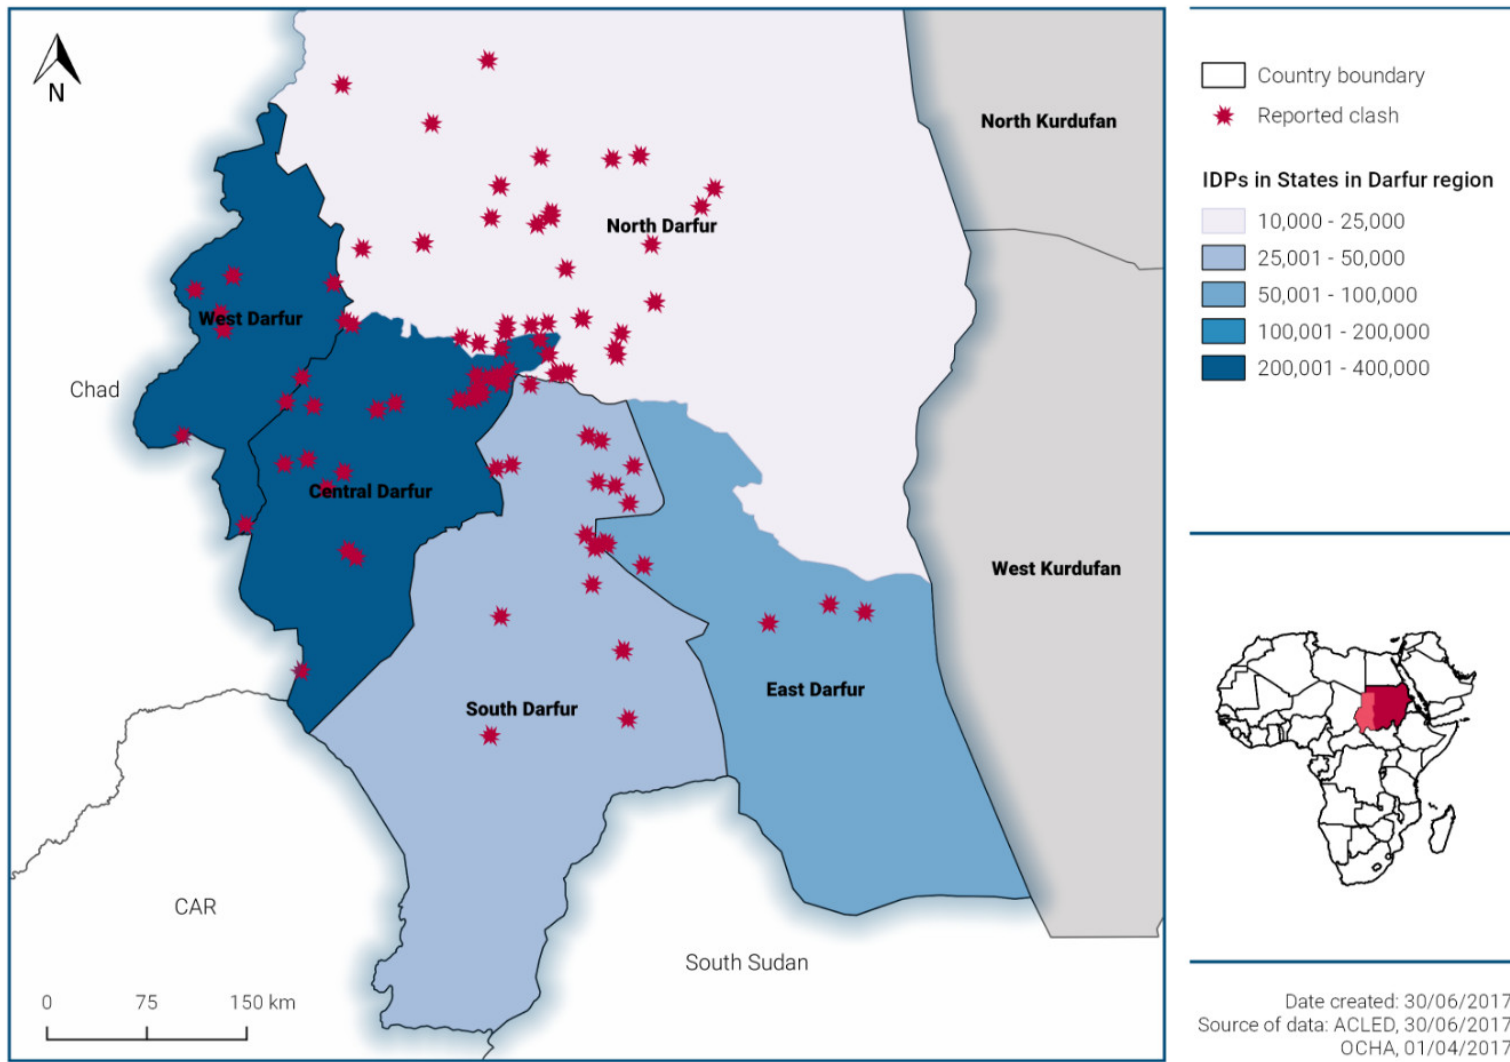 N
North Kurdufan
North Darfur
West Darfur
Chad
Central Darfur
West Kurdufan
East Darfur
South Darfur
CAR
South Sudan
0 75 150 km
Country boundary
Reported clash
IDPs in States in Darfur region
10,000 - 25,000
25,001 - 50,000
50,001 - 100,000
100,001 - 200,000
200,001 - 400,000
Date created: 30/06/2017
Source of data: ACLED, 30/06/2017
OCHA, 01/04/2017